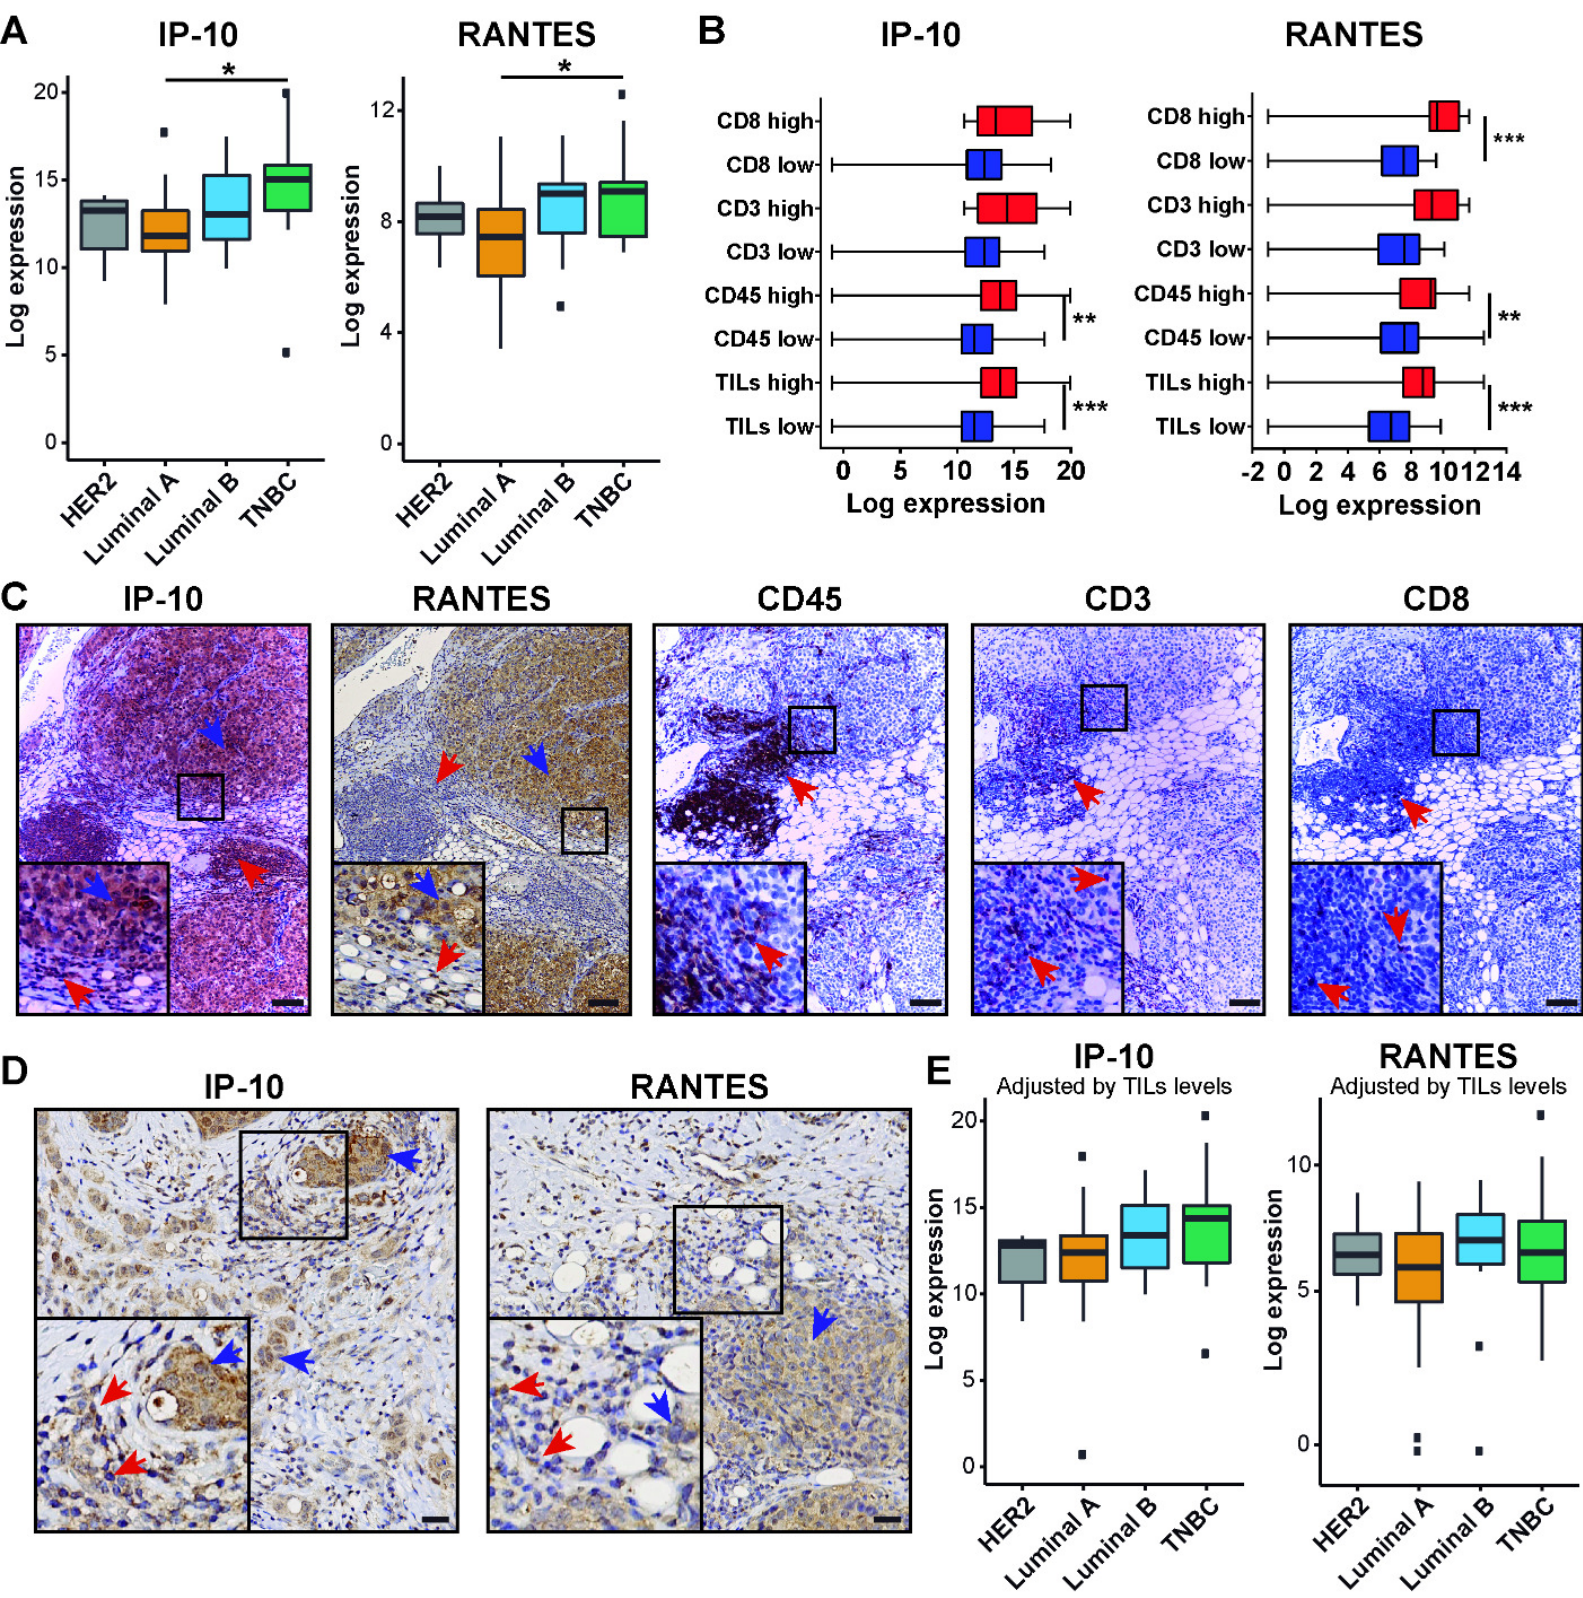 A
IP-10
RANTES
*
*
Log expression
20
15
10
5
0
HER2
Luminal A
Luminal B
TNBC
Log expression
12
8
4
0
HER2
Luminal A
Luminal B
TNBC
B
IP-10
RANTES
CD8 high
CD8 low
CD3 high
CD3 low
CD45 high
CD45 low
TILs high
TILs low
**
***
0 5 10 15 20
Log expression
CD8 high
CD8 low
CD3 high
CD3 low
CD45 high
CD45 low
TILs high
TILs low
***
**
***
-2 0 2 4 6 8 10 12 14
Log expression
C
IP-10
RANTES
CD45
CD3
CD8
D
IP-10
RANTES
E
IP-10
Adjusted by TILs levels
RANTES
Adjusted by TILs levels
Log expression
20
15
10
5
0
HER2
Luminal A
Luminal B
TNBC
Log expression
10
5
0
HER2
Luminal A
Luminal B
TNBC